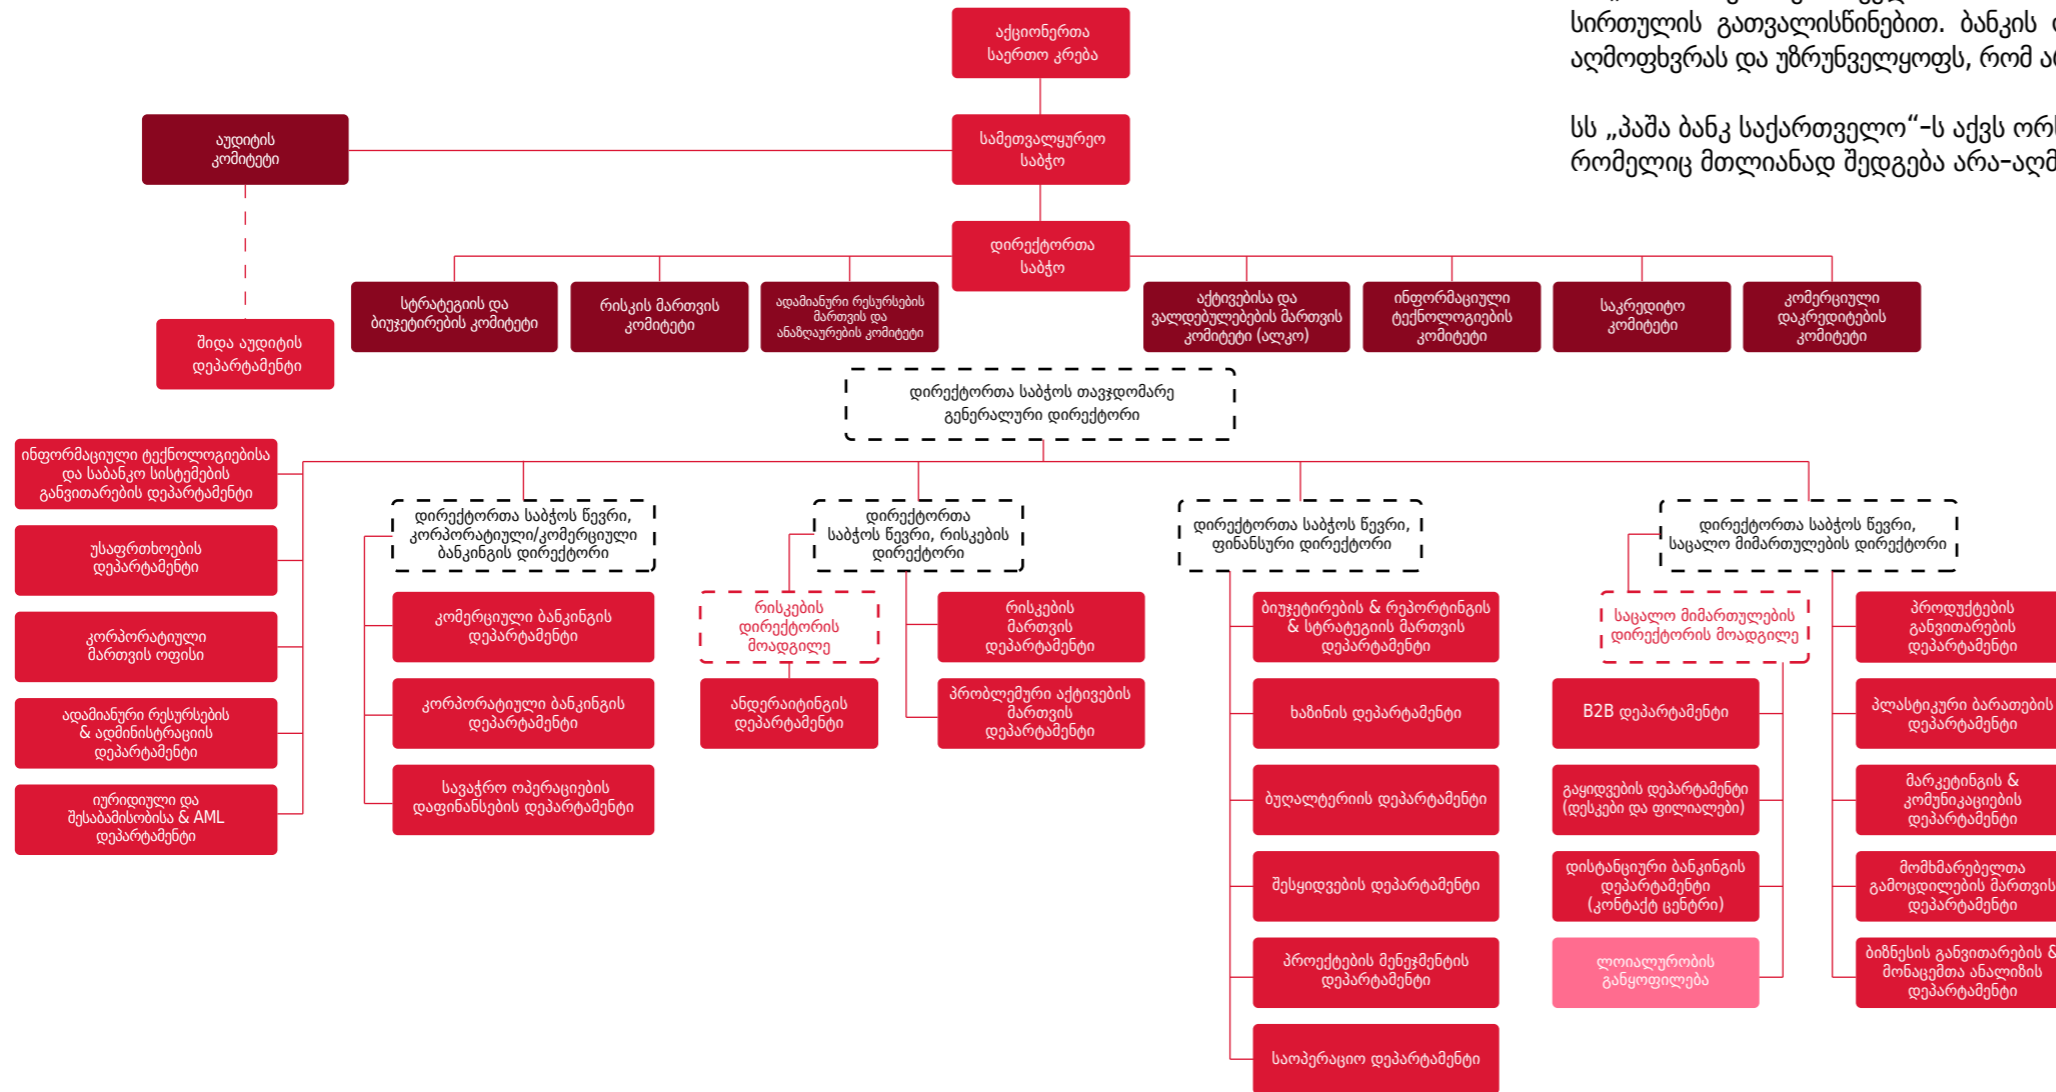 სირთულის გათვალისწინებით. ბანკის
აღმოფხვრას და უზრუნველყოფს, რომ
სს „პაშა ბანკ საქართველო“-ს აქვს
რომელიც მთლიანად შედგება
აქციონერთა
საერთო კრება
აუდიტის
კომიტეტი
სამეთვალყურეო
საბჭო
დირექტორთა
საბჭო
სტრატეგიის და
ბიუჯეტირების კომიტეტი
რისკის მართვის
კომიტეტი
ადამიანური რესურსების
მართვის და
ანაზღაურების კომიტეტი
აქტივებისა და
ვალდებულებების მართვის
კომიტეტი (ალკო)
ინფორმაციული
ტექნოლოგიების
კომიტეტი
საკრედიტო
კომიტეტი
კომერციული
დაკრედიტების
კომიტეტი
შიდა აუდიტის
დეპარტამენტი
დირექტორთა საბჭოს თავჯდომარე
გენერალური დირექტორი
ინფორმაციული ტექნოლოგიებისა
და საბანკო სისტემების
განვითარების დეპარტამენტი
უსაფრთხოების
დეპარტამენტი
კორპორატიული
მართვის ოფისი
ადამიანური რესურსების
& ადმინისტრაციის
დეპარტამენტი
იურიდიული და
შესაბამისობისა & AML
დეპარტამენტი
დირექტორთა საბჭოს წევრი,
კორპორატიული/კომერციული
ბანკინგის დირექტორი
კომერციული ბანკინგის
დეპარტამენტი
კორპორატიული ბანკინგის
დეპარტამენტი
სავაჭრო ოპერაციების
დაფინანსების დეპარტამენტი
დირექტორთა
საბჭოს წევრი, რისკების
დირექტორი
რისკების
დირექტორის
მოადგილე
ანდერაიტინგის
დეპარტამენტი
რისკების
მართვის
დეპარტამენტი
პრობლემური აქტივების
მართვის
დეპარტამენტი
დირექტორთა საბჭოს წევრი,
ფინანსური დირექტორი
ბიუჯეტირების & რეპორტინგის
& სტრატეგიის მართვის
დეპარტამენტი
ხაზინის დეპარტამენტი
ბუღალტერიის დეპარტამენტი
შესყიდვების დეპარტამენტი
პროექტების მენეჯმენტის
დეპარტამენტი
საოპერაციო დეპარტამენტი
დირექტორთა საბჭოს წევრი,
საცალო მიმართულების დირექტორი
საცალო მიმართულების
დირექტორის მოადგილე
B2B დეპარტამენტი
გაყიდვების დეპარტამენტი
(დესკები და ფილიალები)
დისტანციური ბანკინგის
დეპარტამენტი
(კონტაქტ ცენტრი)
ლოიალურობის
განყოფილება
პროდუქტების
განვითარების
დეპარტამენტი
პლასტიკური ბარათების
დეპარტამენტი
მარკეტინგის &
კომუნიკაციების
დეპარტამენტი
მომხმარებელთა
გამოცდილების მართვის
დეპარტამენტი
ბიზნესის განვითარების &
მონაცემთა ანალიზის
დეპარტამენტი